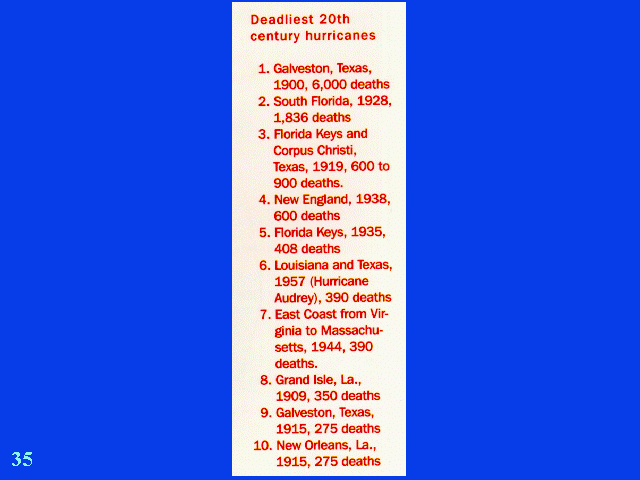 Deadliest 20th
century hurricanes
1. Galveston, Texas,
1900, 6,000 deaths
2. South Florida, 1928,
1,836 deaths
3. Florida Keys and
Corpus Christi,
Texas, 1919, 600 to
900 deaths.
4. New England, 1938,
600 deaths
5. Florida Keys, 1935,
408 deaths
6. Louisiana and Texas,
1957 (Hurricane
Audrey), 390 deaths
7. East Coast from Vir-
ginia to Massachu-
setts, 1944, 390
deaths.
8. Grand Isle, La.,
1909, 350 deaths
9. Galveston, Texas,
1915, 275 deaths
10. New Orleans, La.,
1915, 275 deaths
35